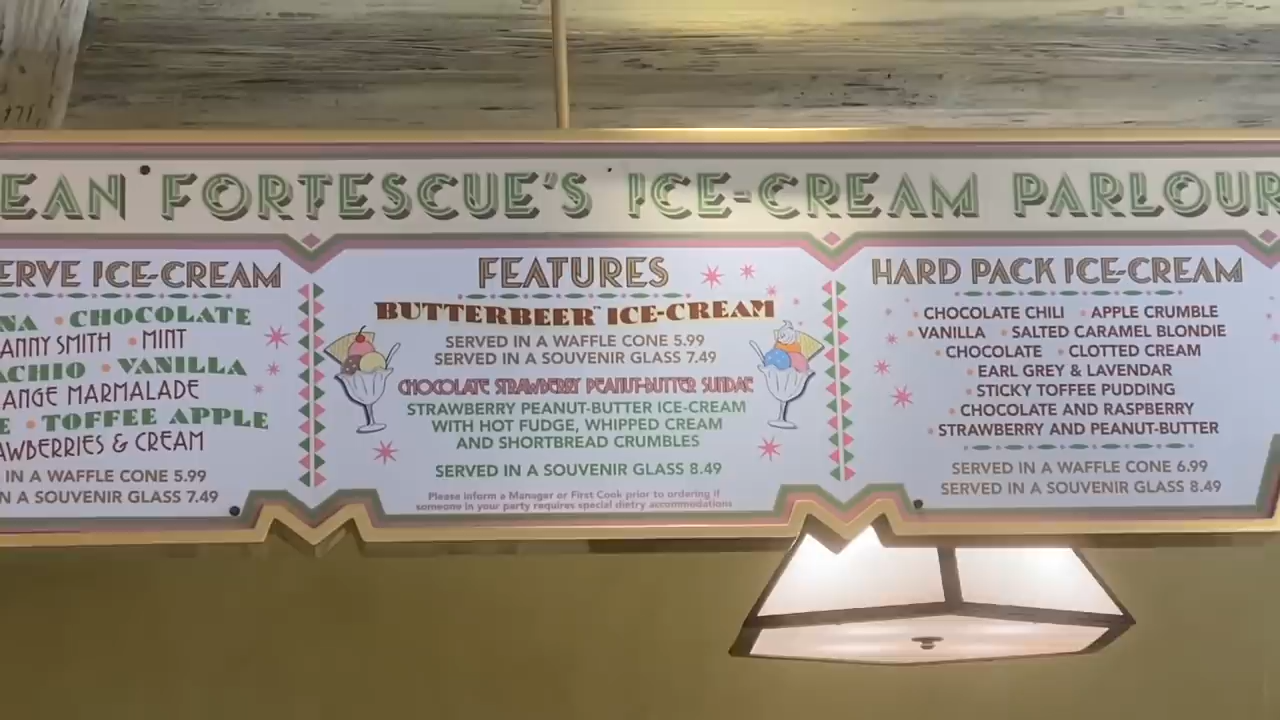 EAN FORTESCUE'S ICE-CREAM PARLOUR
ERVE ICE-CREAM
NA • CHOCOLATE
ANNY SMITH • MINT
ACHIO • VANILLA
ANGE MARMALADE
E • TOFFEE APPLE
AWBERRIES & CREAM
IN A WAFFLE CONE 5.99
N A SOUVENIR GLASS 7.49
FEATURES
BUTTERBEER™ ICE-CREAM
SERVED IN A WAFFLE CONE 5.99
SERVED IN A SOUVENIR GLASS 7.49
CHOCOLATE STRAWBERRY PEANUT-BUTTER SUNDAE
STRAWBERRY PEANUT-BUTTER ICE-CREAM
WITH HOT FUDGE, WHIPPED CREAM
AND SHORTBREAD CRUMBLES
SERVED IN A SOUVENIR GLASS 8.49
Please inform a Manager or First Cook prior to ordering if
someone in your party requires special dietry accommodations
HARD PACK ICE-CREAM
• CHOCOLATE CHILI • APPLE CRUMBLE
• VANILLA • SALTED CARAMEL BLONDIE
• CHOCOLATE • CLOTTED CREAM
• EARL GREY & LAVENDAR
• STICKY TOFFEE PUDDING
• CHOCOLATE AND RASPBERRY
• STRAWBERRY AND PEANUT-BUTTER
SERVED IN A WAFFLE CONE 6.99
SERVED IN A SOUVENIR GLASS 8.49